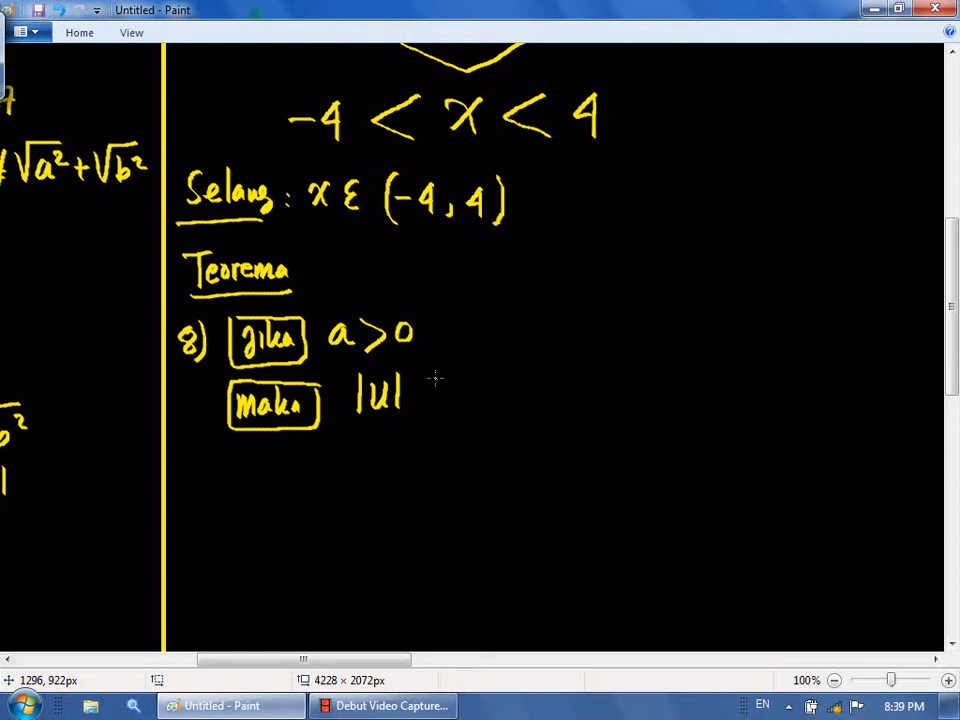 Untitled - Paint
Home View
-4 < x < 4
√a² + √b²
Selang : x ε (-4, 4)
Teorema
8) Jika a > 0
maka |u|
1296, 922px 4228 × 2072px 100%
Untitled - Paint Debut Video Capture... EN 8:39 PM